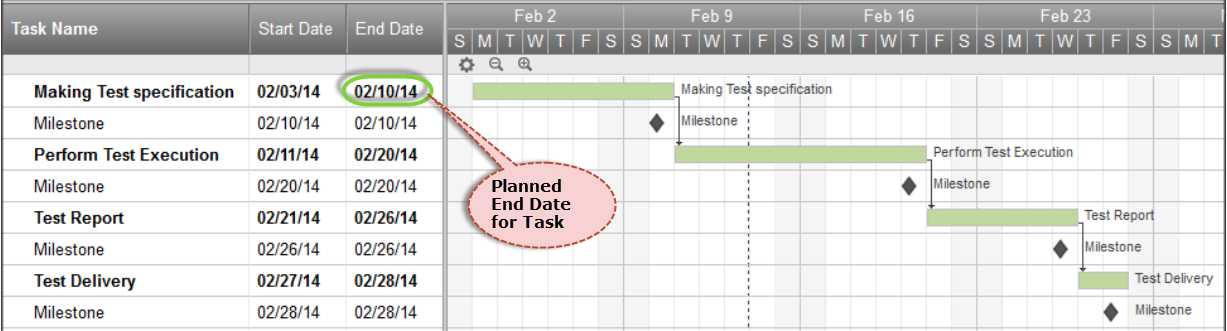 Task Name Start Date End Date Feb 2 Feb 9 Feb 16 Feb 23
S M T W T F S S M T W T F S S M T W T F S S M T W T F S S M T
Making Test specification 02/03/14 02/10/14 Making Test specification
Milestone 02/10/14 02/10/14 Milestone
Perform Test Execution 02/11/14 02/20/14 Perform Test Execution
Milestone 02/20/14 02/20/14 Milestone
Planned
End Date
for Task
Test Report 02/21/14 02/26/14 Test Report
Milestone 02/26/14 02/26/14 Milestone
Test Delivery 02/27/14 02/28/14 Test Delivery
Milestone 02/28/14 02/28/14 Milestone